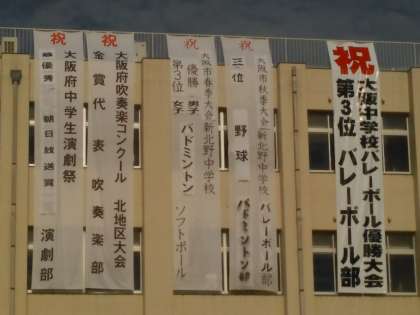 祝
大阪中学校バレーボール優勝大会
第3位 バレーボール部
祝
大阪市秋季大会新北野中学校
バレーボール部
三位 野球
バドミントン部
祝
大阪市春季大会新北野中学校
優勝 男子 バドミントン
第3位 女子 ソフトボール
祝
大阪府吹奏楽コンクール 北地区大会
金賞代表 吹奏楽部
祝
大阪府中学生演劇祭
最優秀 朝日放送賞 演劇部